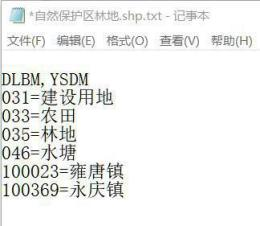 *自然保护区林地.shp.txt - 记事本
文件(F) 编辑(E) 格式(O) 查看(V) 帮助(H)
DLBM,YSDM
031=建设用地
033=农田
035=林地
046=水塘
100023=雍唐镇
100369=永庆镇